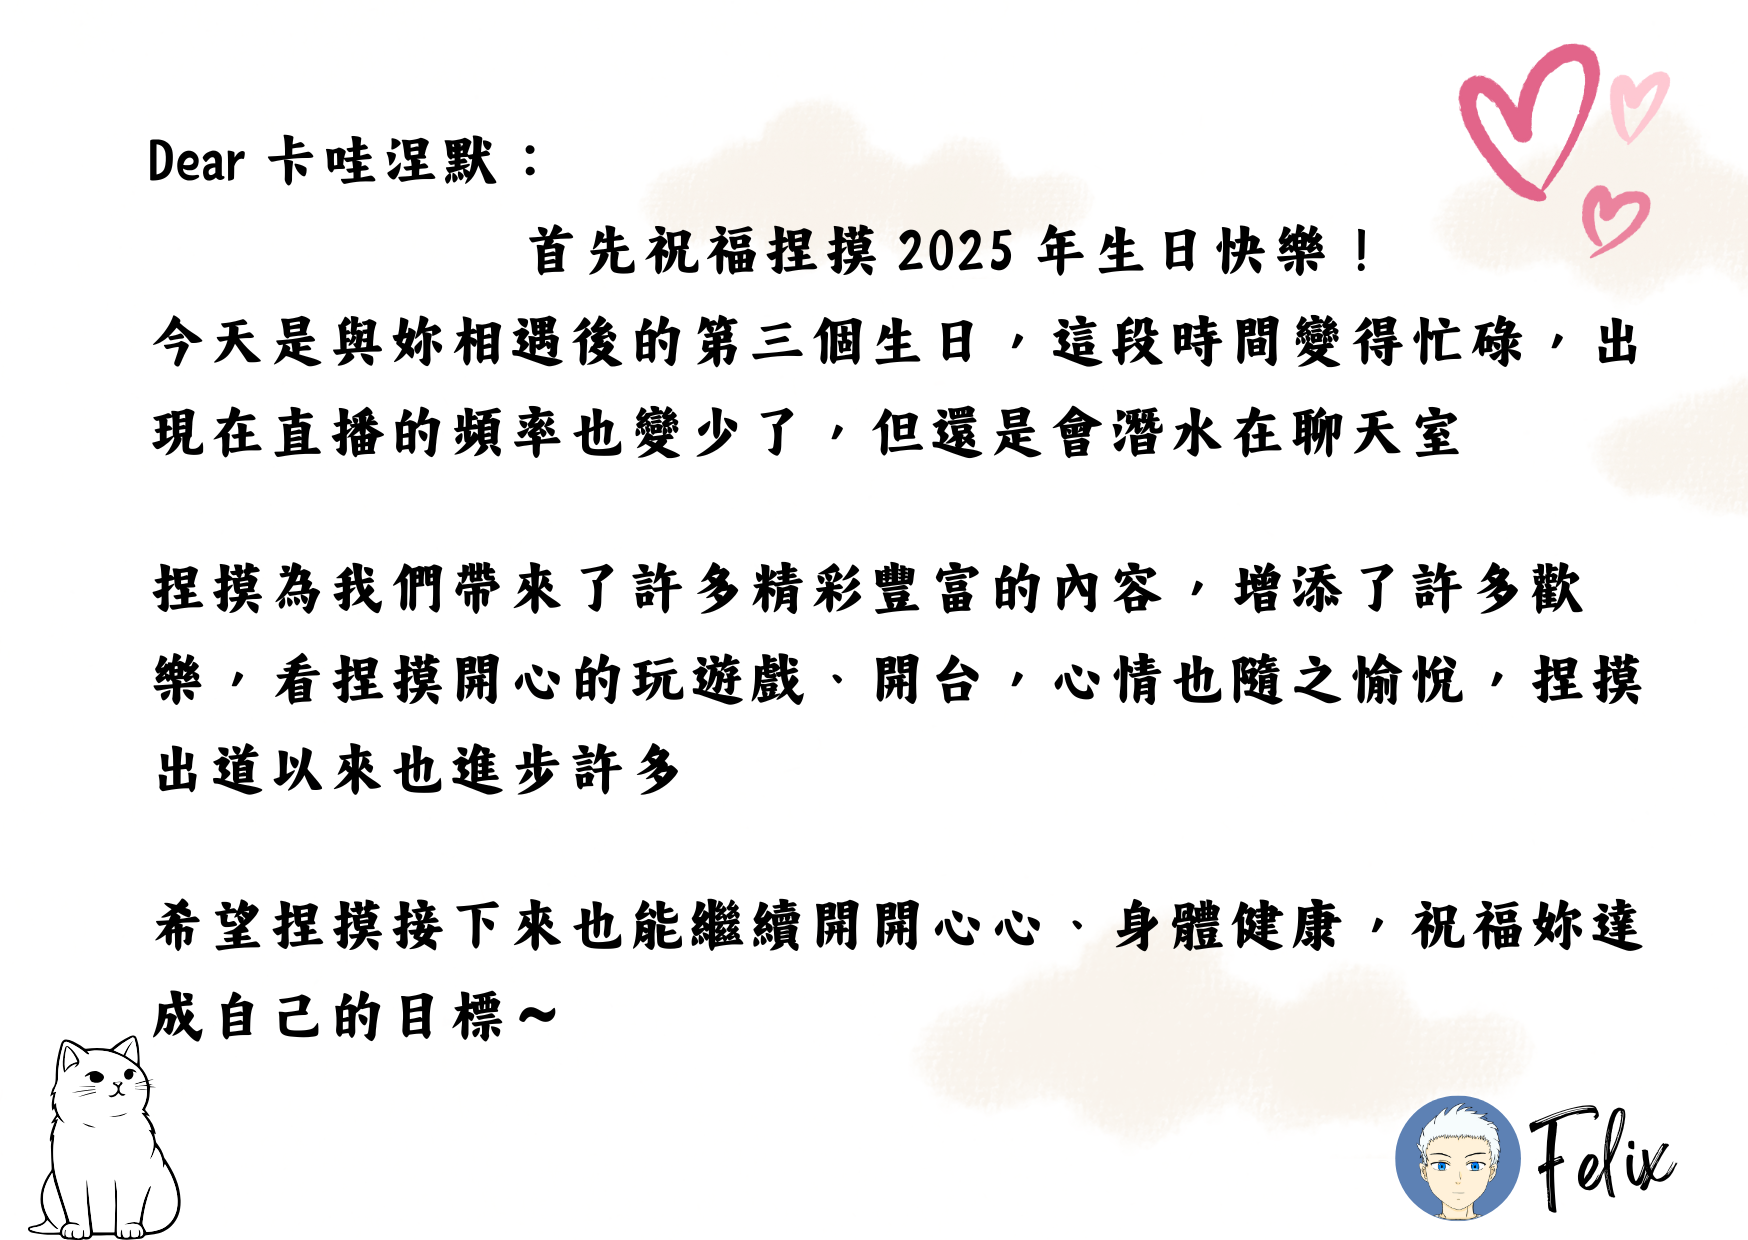 Dear 卡哇涅默：
首先祝福捏摸 2025 年生日快樂！
今天是與妳相遇後的第三個生日，這段時間變得忙碌，出
現在直播的頻率也變少了，但還是會潛水在聊天室
捏摸為我們帶來了許多精彩豐富的內容，增添了許多歡
樂，看捏摸開心的玩遊戲、開台，心情也隨之愉悅，捏摸
出道以來也進步許多
希望捏摸接下來也能繼續開開心心、身體健康，祝福妳達
成自己的目標~
Felix